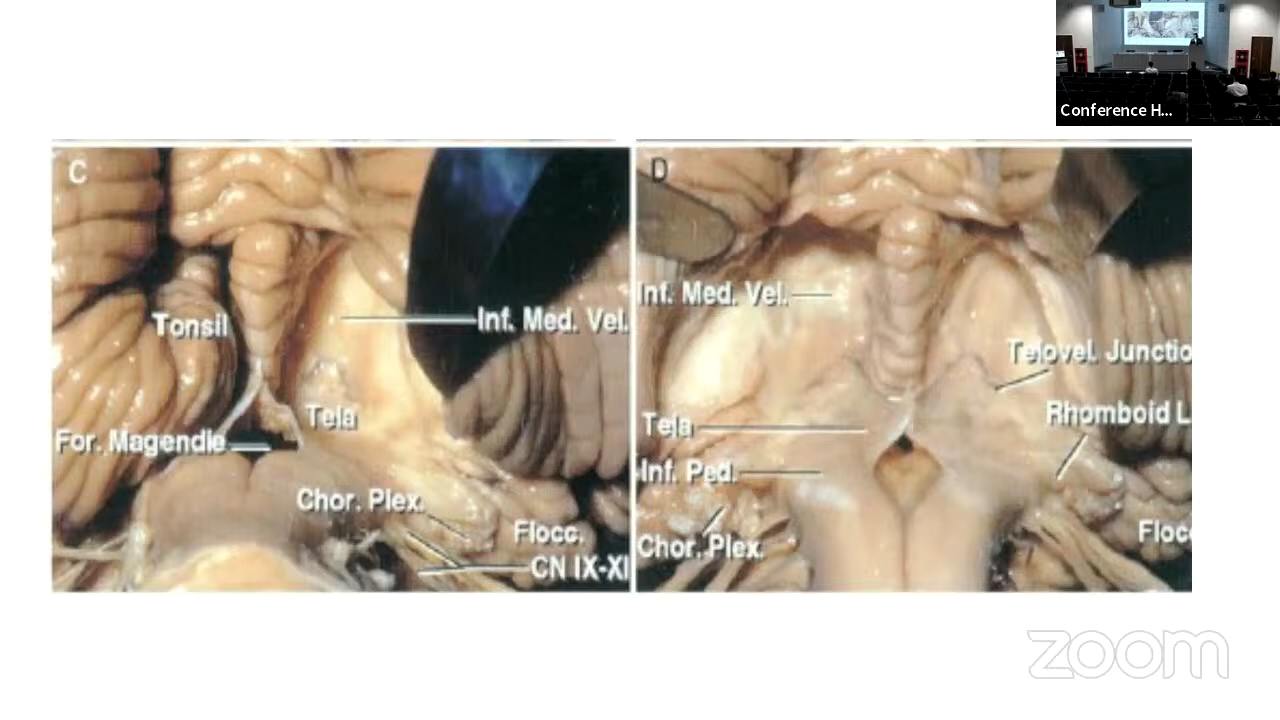 Conference H...
C
Tonsil
Inf. Med. Vel.
Tela
For. Magendie
Chor. Plex.
Flocc.
CN IX-XI
D
Inf. Med. Vel.
Telovel. Junctio
Rhomboid L
Tela
Inf. Ped.
Chor. Plex.
Flocc
zoom